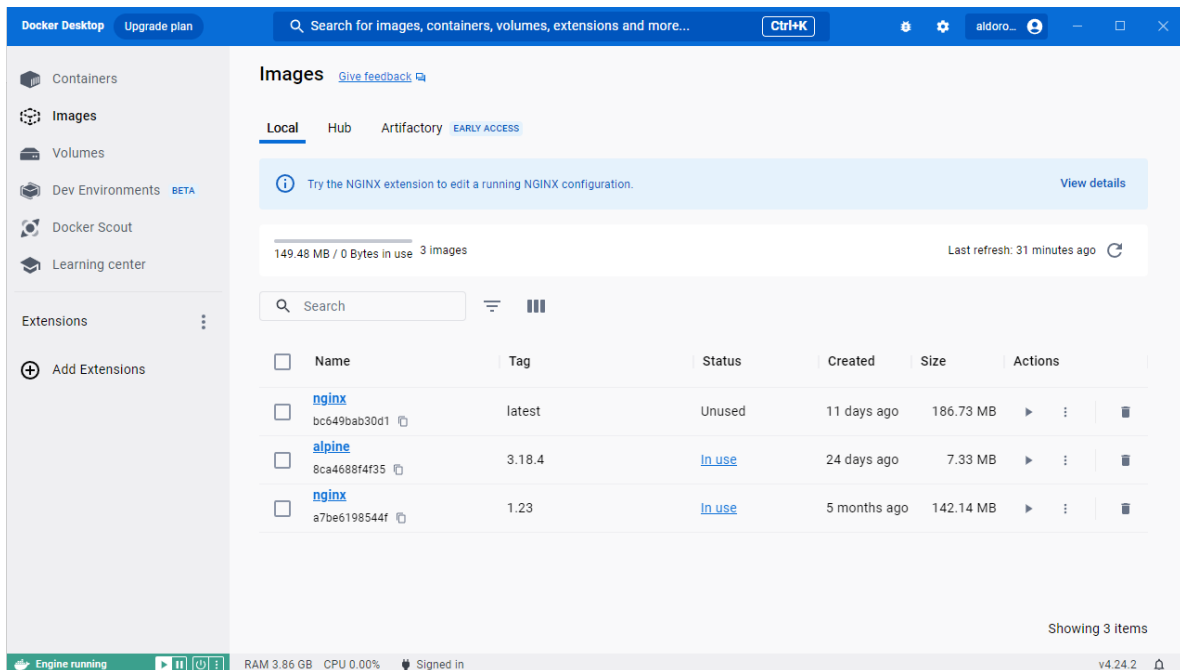 Docker Desktop Upgrade plan Search for images, containers, volumes, extensions and more... Ctrl+K aldoro...
Containers
Images
Volumes
Dev Environments BETA
Docker Scout
Learning center
Extensions
Add Extensions
Images Give feedback
Local Hub Artifactory EARLY ACCESS
Try the NGINX extension to edit a running NGINX configuration. View details
149.48 MB / 0 Bytes in use 3 images Last refresh: 31 minutes ago
Search
Name Tag Status Created Size Actions
nginx
bc649bab30d1 latest Unused 11 days ago 186.73 MB
alpine
8ca4688f4f35 3.18.4 In use 24 days ago 7.33 MB
nginx
a7be6198544f 1.23 In use 5 months ago 142.14 MB
Showing 3 items
Engine running RAM 3.86 GB CPU 0.00% Signed in v4.24.2